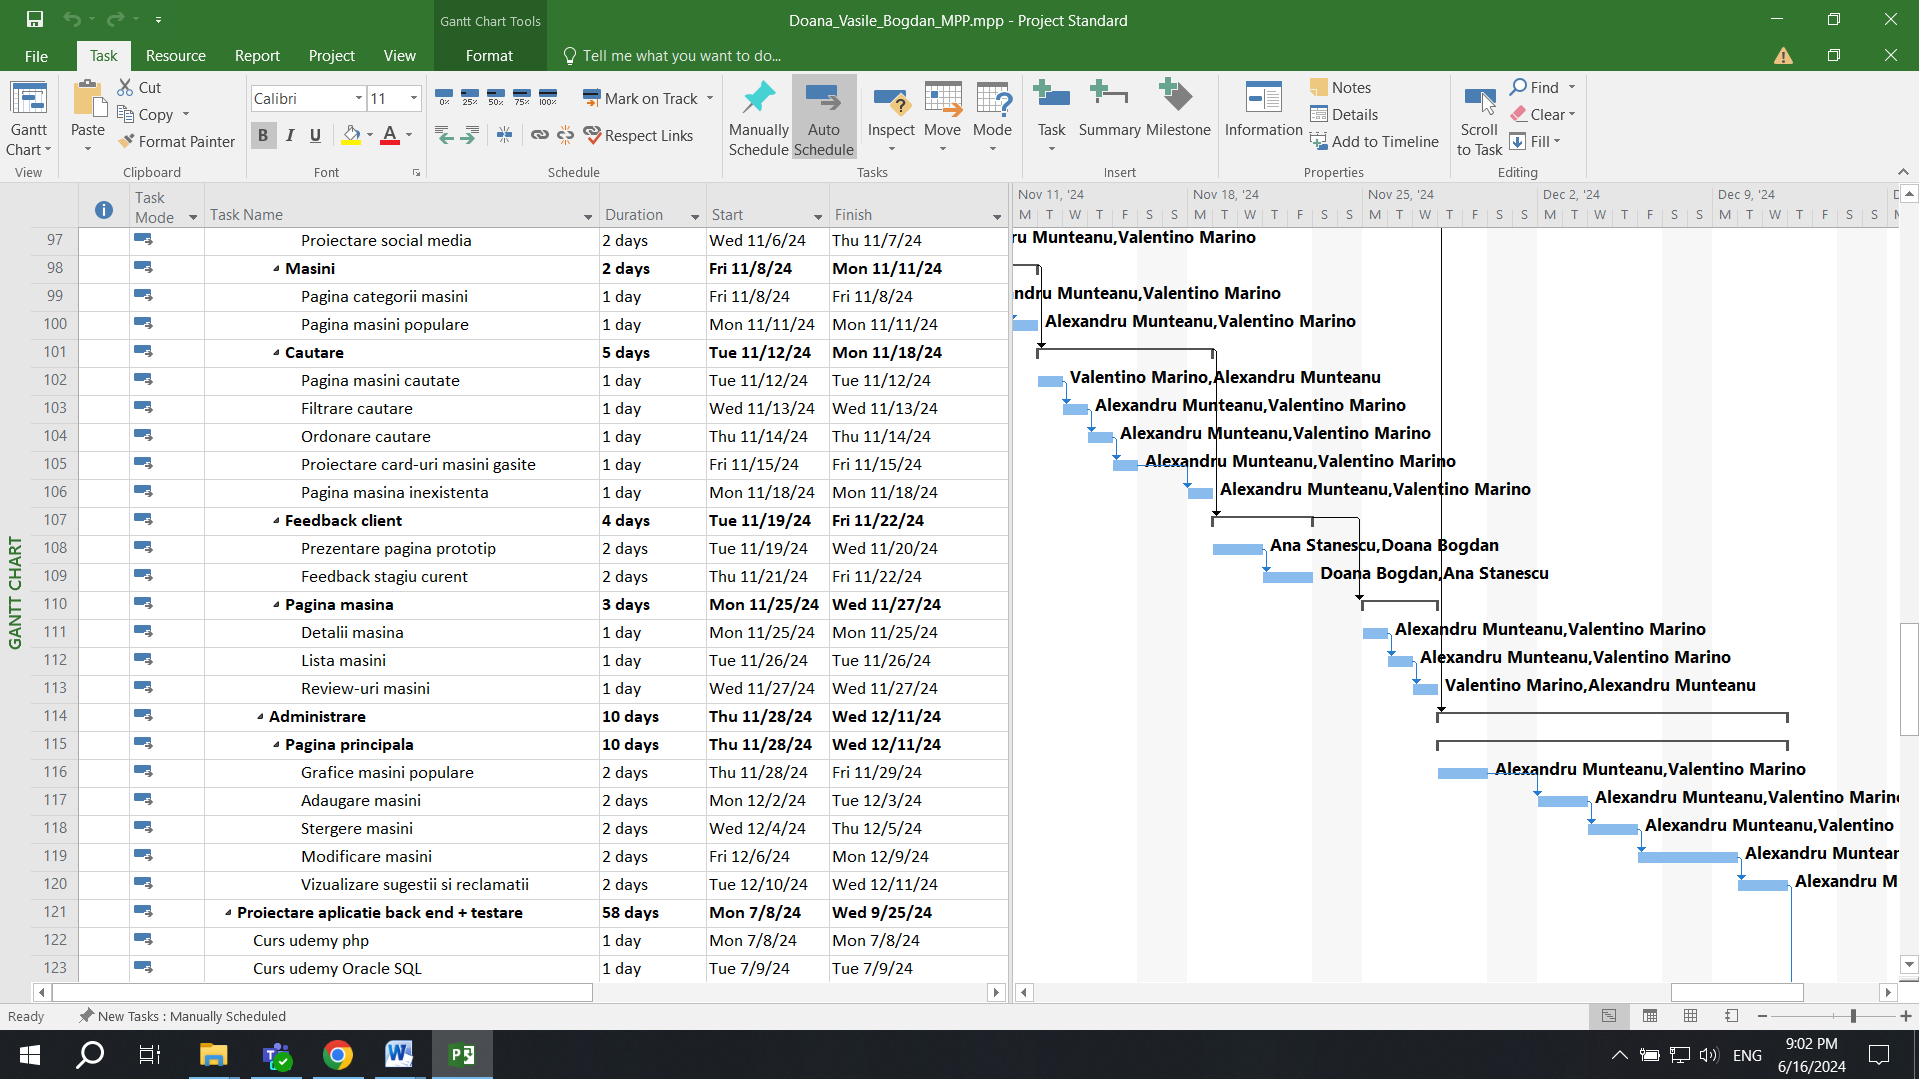 Gantt Chart Tools
Doana_Vasile_Bogdan_MPP.mpp - Project Standard
File Task Resource Report Project View Format Tell me what you want to do...
Gantt Chart
Paste
Cut
Copy
Format Painter
Calibri 11
B I U A
0% 25% 50% 75% 100%
Mark on Track
Respect Links
Manually Schedule
Auto Schedule
Inspect Move Mode
Task Summary Milestone
Information
Notes
Details
Add to Timeline
Scroll to Task
Find
Clear
Fill
View Clipboard Font Schedule Tasks Insert Properties Editing
Task Mode Task Name Duration Start Finish
Nov 11, '24 Nov 18, '24 Nov 25, '24 Dec 2, '24 Dec 9, '24
M T W T F S S M T W T F S S M T W T F S S M T W T F S S M T W T F S S
97 Proiectare social media 2 days Wed 11/6/24 Thu 11/7/24 ru Munteanu,Valentino Marino
98 Masini 2 days Fri 11/8/24 Mon 11/11/24
99 Pagina categorii masini 1 day Fri 11/8/24 Fri 11/8/24 ndru Munteanu,Valentino Marino
100 Pagina masini populare 1 day Mon 11/11/24 Mon 11/11/24 Alexandru Munteanu,Valentino Marino
101 Cautare 5 days Tue 11/12/24 Mon 11/18/24
102 Pagina masini cautate 1 day Tue 11/12/24 Tue 11/12/24 Valentino Marino,Alexandru Munteanu
103 Filtrare cautare 1 day Wed 11/13/24 Wed 11/13/24 Alexandru Munteanu,Valentino Marino
104 Ordonare cautare 1 day Thu 11/14/24 Thu 11/14/24 Alexandru Munteanu,Valentino Marino
105 Proiectare card-uri masini gasite 1 day Fri 11/15/24 Fri 11/15/24 Alexandru Munteanu,Valentino Marino
106 Pagina masina inexistenta 1 day Mon 11/18/24 Mon 11/18/24 Alexandru Munteanu,Valentino Marino
107 Feedback client 4 days Tue 11/19/24 Fri 11/22/24
108 Prezentare pagina prototip 2 days Tue 11/19/24 Wed 11/20/24 Ana Stanescu,Doana Bogdan
109 Feedback stagiu curent 2 days Thu 11/21/24 Fri 11/22/24 Doana Bogdan,Ana Stanescu
110 Pagina masina 3 days Mon 11/25/24 Wed 11/27/24
111 Detalii masina 1 day Mon 11/25/24 Mon 11/25/24 Alexandru Munteanu,Valentino Marino
112 Lista masini 1 day Tue 11/26/24 Tue 11/26/24 Alexandru Munteanu,Valentino Marino
113 Review-uri masini 1 day Wed 11/27/24 Wed 11/27/24 Valentino Marino,Alexandru Munteanu
114 Administrare 10 days Thu 11/28/24 Wed 12/11/24
115 Pagina principala 10 days Thu 11/28/24 Wed 12/11/24
116 Grafice masini populare 2 days Thu 11/28/24 Fri 11/29/24 Alexandru Munteanu,Valentino Marino
117 Adaugare masini 2 days Mon 12/2/24 Tue 12/3/24 Alexandru Munteanu,Valentino Marino
118 Stergere masini 2 days Wed 12/4/24 Thu 12/5/24 Alexandru Munteanu,Valentino
119 Modificare masini 2 days Fri 12/6/24 Mon 12/9/24 Alexandru Muntean
120 Vizualizare sugestii si reclamatii 2 days Tue 12/10/24 Wed 12/11/24 Alexandru M
121 Proiectare aplicatie back end + testare 58 days Mon 7/8/24 Wed 9/25/24
122 Curs udemy php 1 day Mon 7/8/24 Mon 7/8/24
123 Curs udemy Oracle SQL 1 day Tue 7/9/24 Tue 7/9/24
GANTT CHART
Ready New Tasks : Manually Scheduled
ENG
9:02 PM
6/16/2024